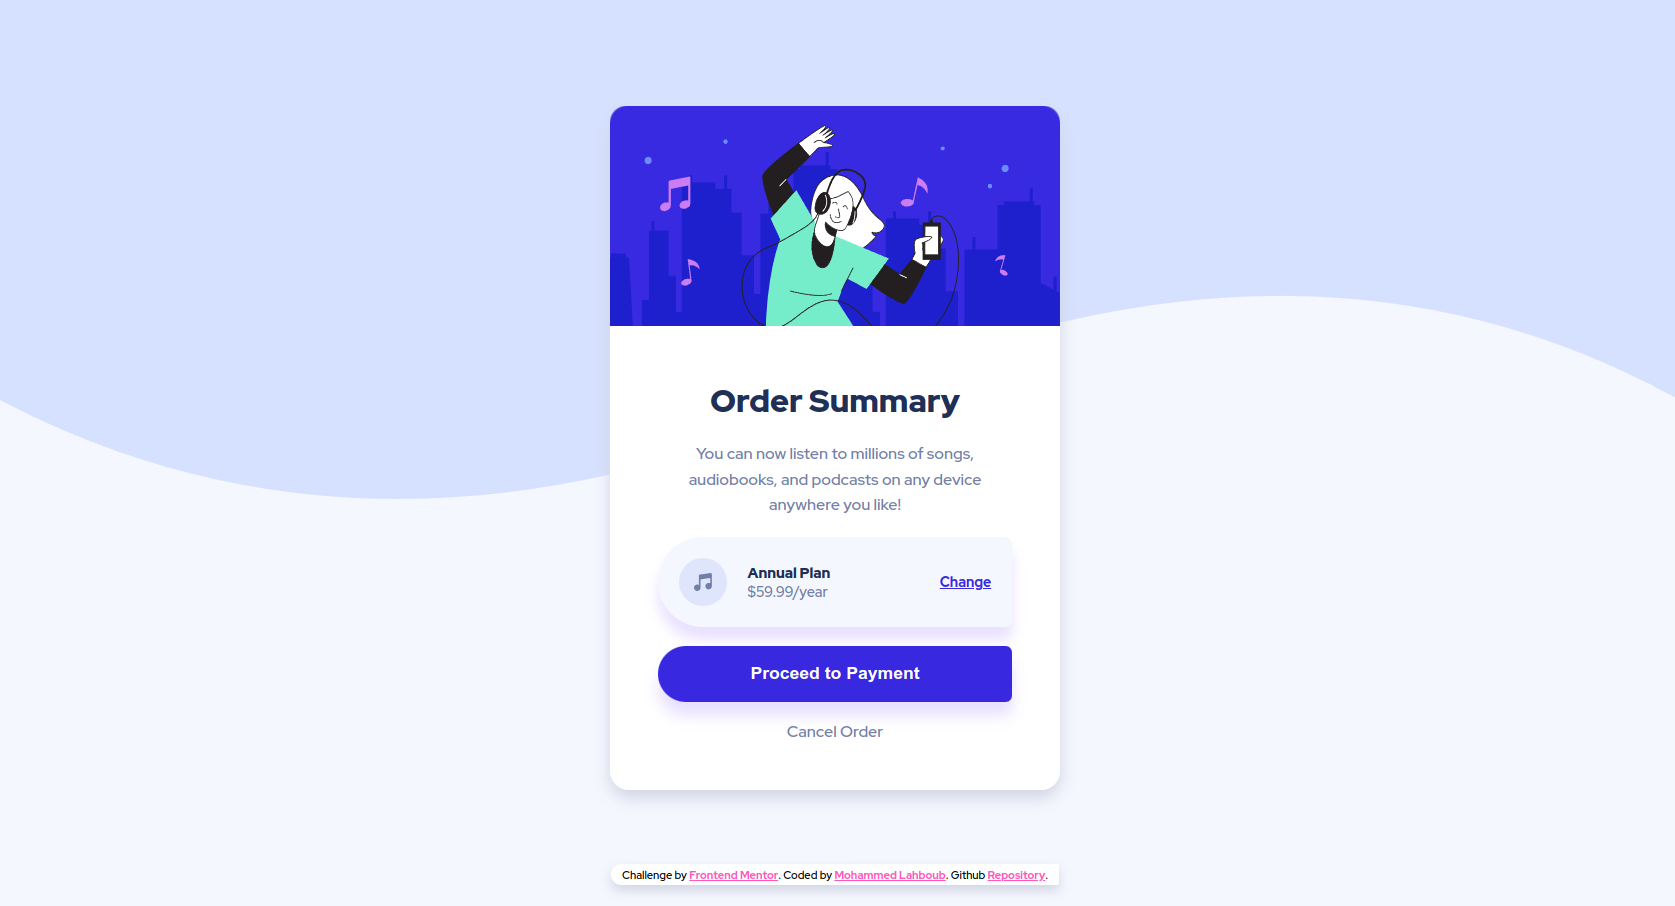 Order Summary
You can now listen to millions of songs,
audiobooks, and podcasts on any device
anywhere you like!
Annual Plan
$59.99/year
Change
Proceed to Payment
Cancel Order
Challenge by Frontend Mentor. Coded by Mohammed Lahboub. Github Repository.